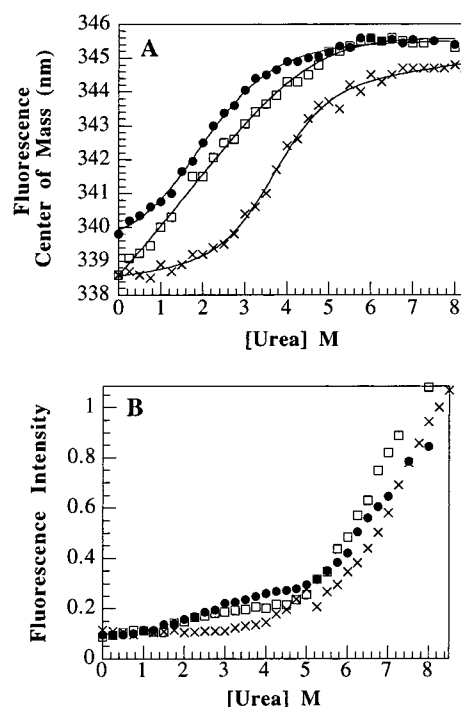 A
Fluorescence
Center of Mass (nm)
346
345
344
343
342
341
340
339
338
0 1 2 3 4 5 6 7 8
[Urea] M
B
Fluorescence Intensity
1
0.8
0.6
0.4
0.2
0
0 1 2 3 4 5 6 7 8
[Urea] M